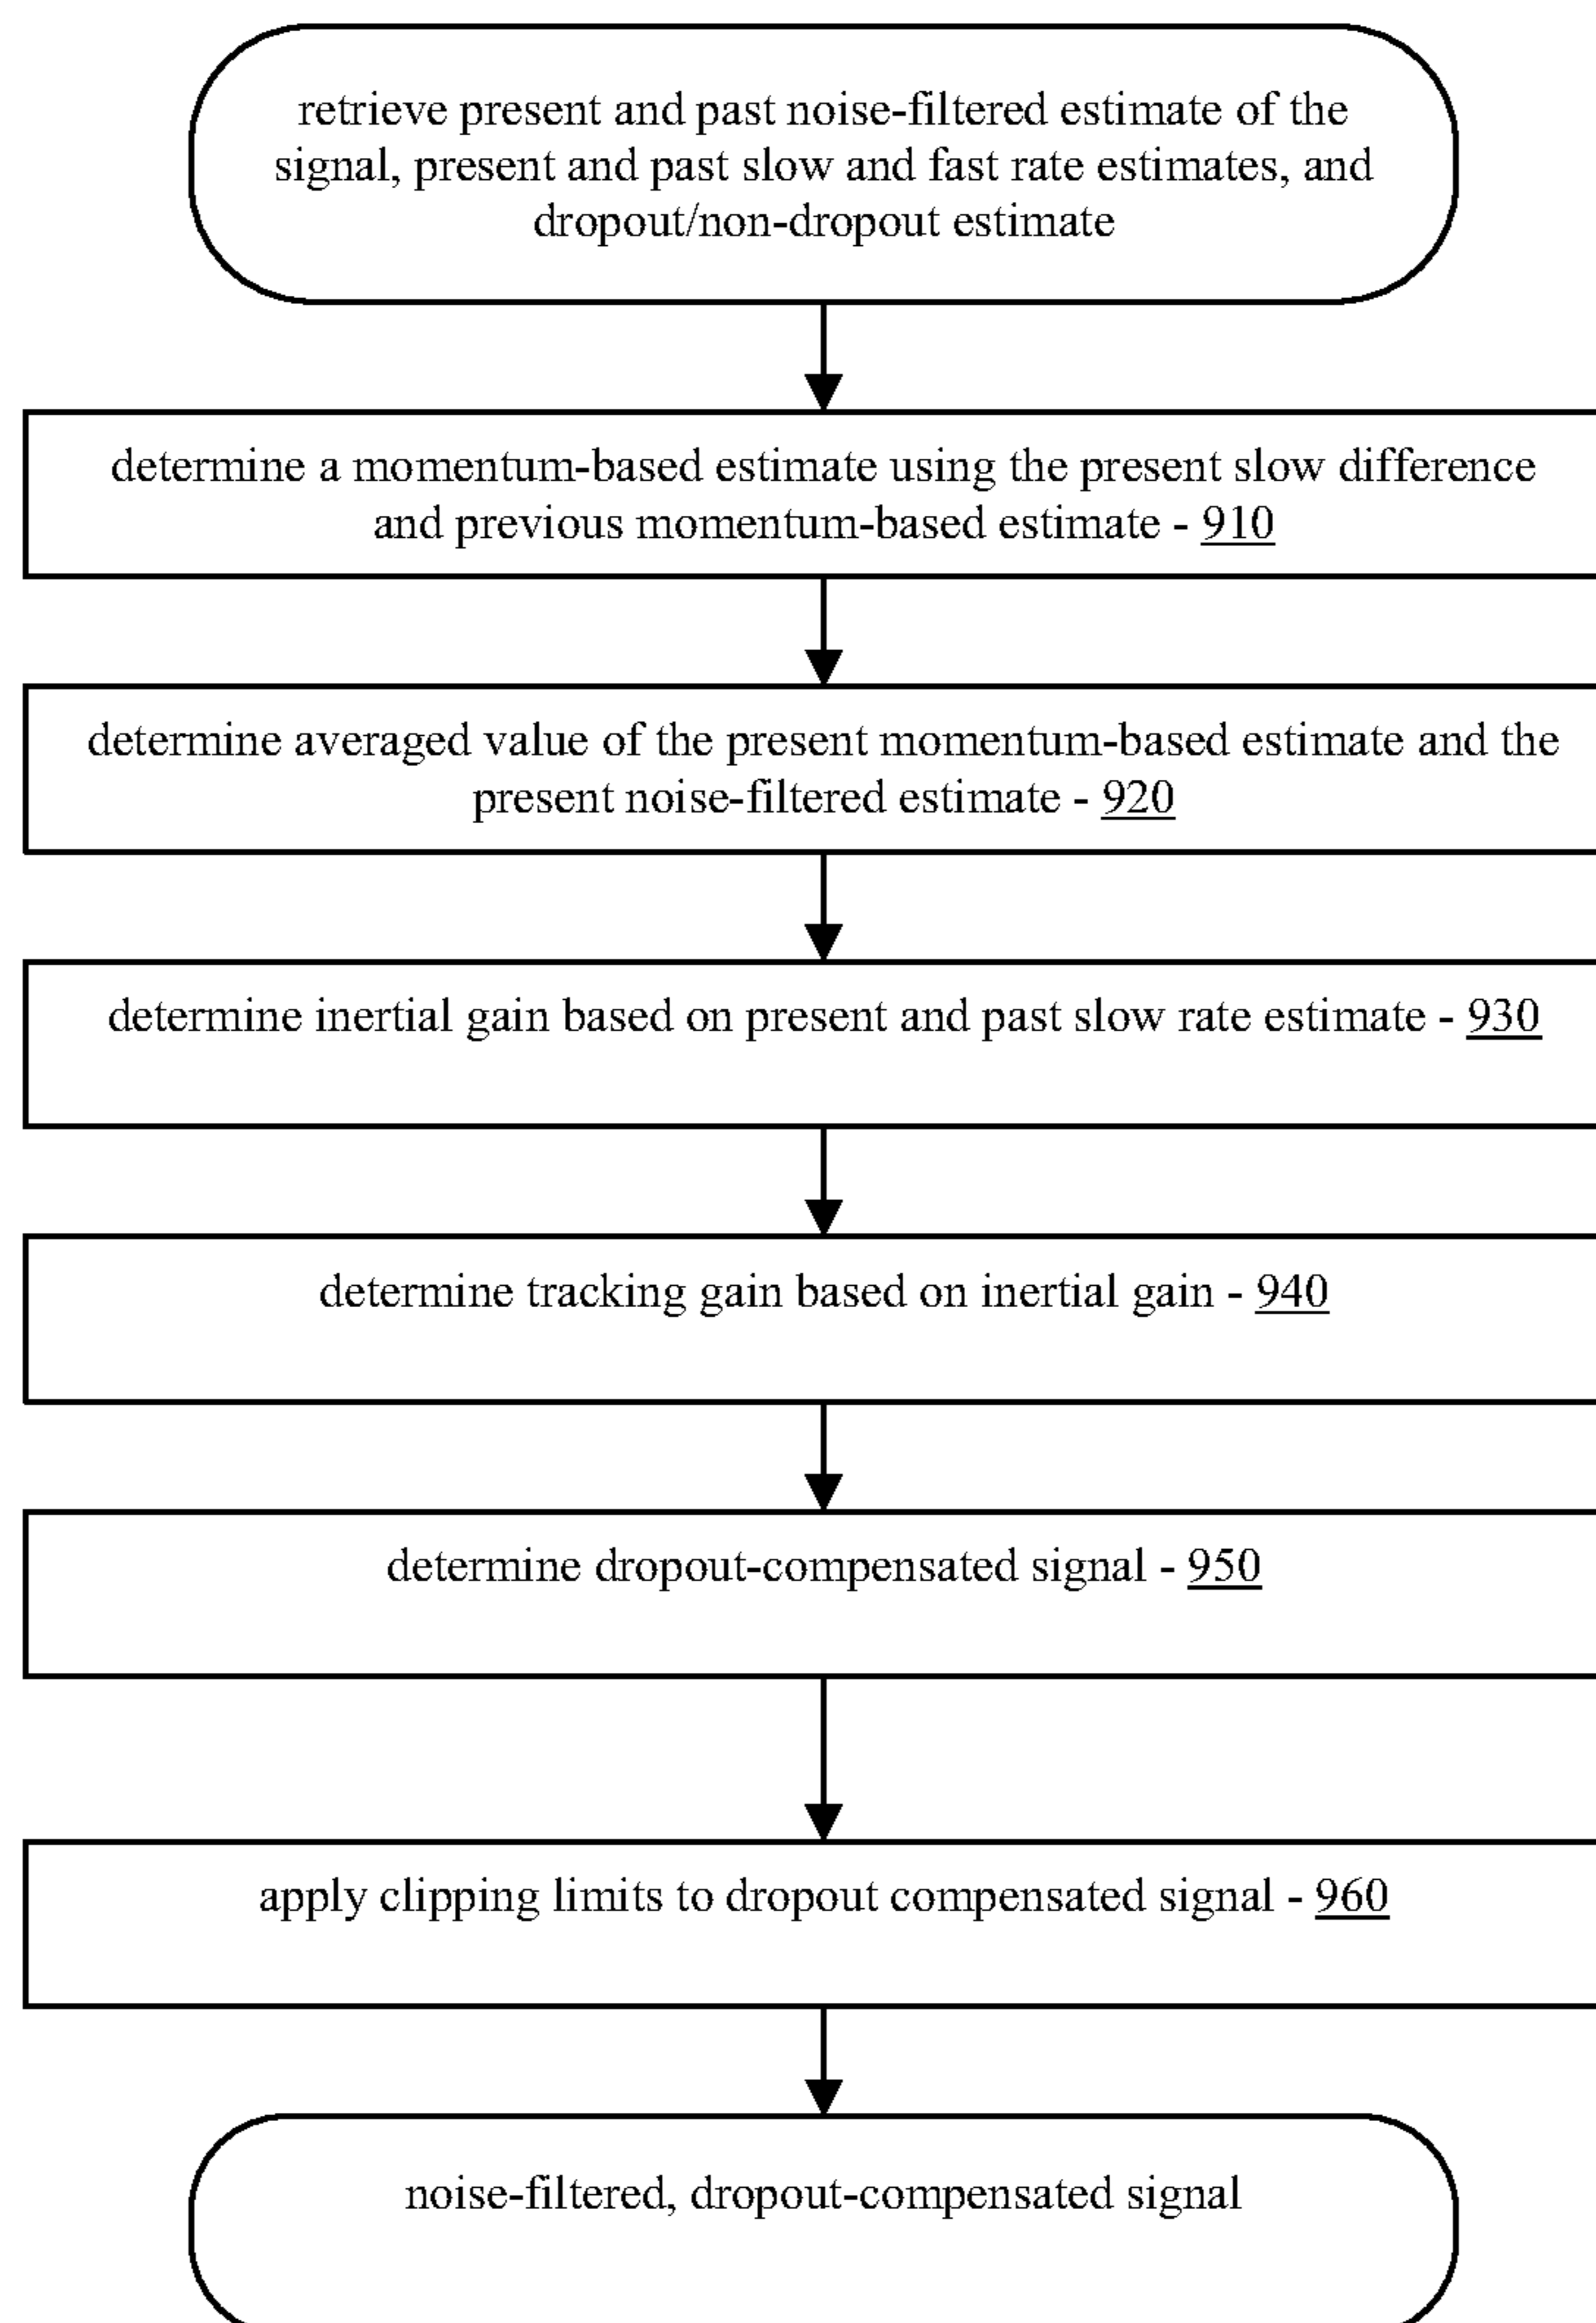 retrieve present and past noise-filtered estimate of the
signal, present and past slow and fast rate estimates, and
dropout/non-dropout estimate
determine a momentum-based estimate using the present slow difference
and previous momentum-based estimate - 910
determine averaged value of the present momentum-based estimate and the
present noise-filtered estimate - 920
determine inertial gain based on present and past slow rate estimate - 930
determine tracking gain based on inertial gain - 940
determine dropout-compensated signal - 950
apply clipping limits to dropout compensated signal - 960
noise-filtered, dropout-compensated signal